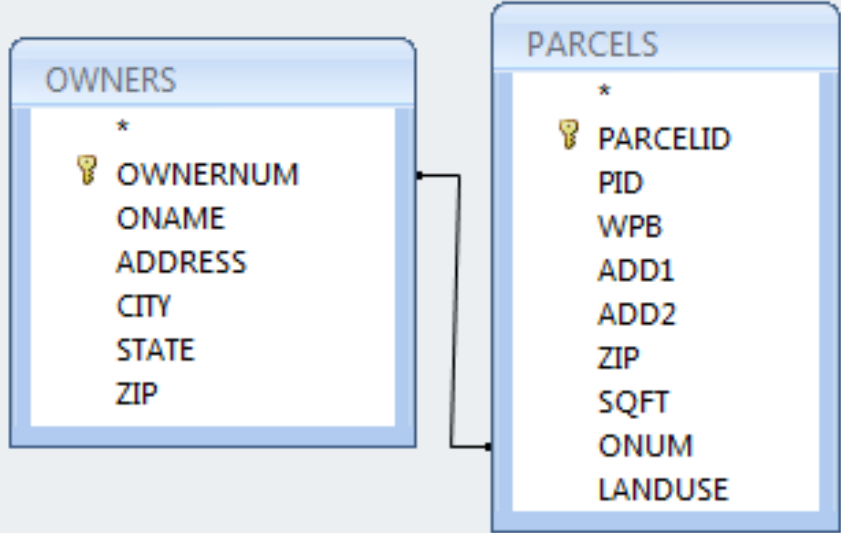 OWNERS
*
OWNERNUM
ONAME
ADDRESS
CITY
STATE
ZIP
PARCELS
*
PARCELID
PID
WPB
ADD1
ADD2
ZIP
SQFT
ONUM
LANDUSE